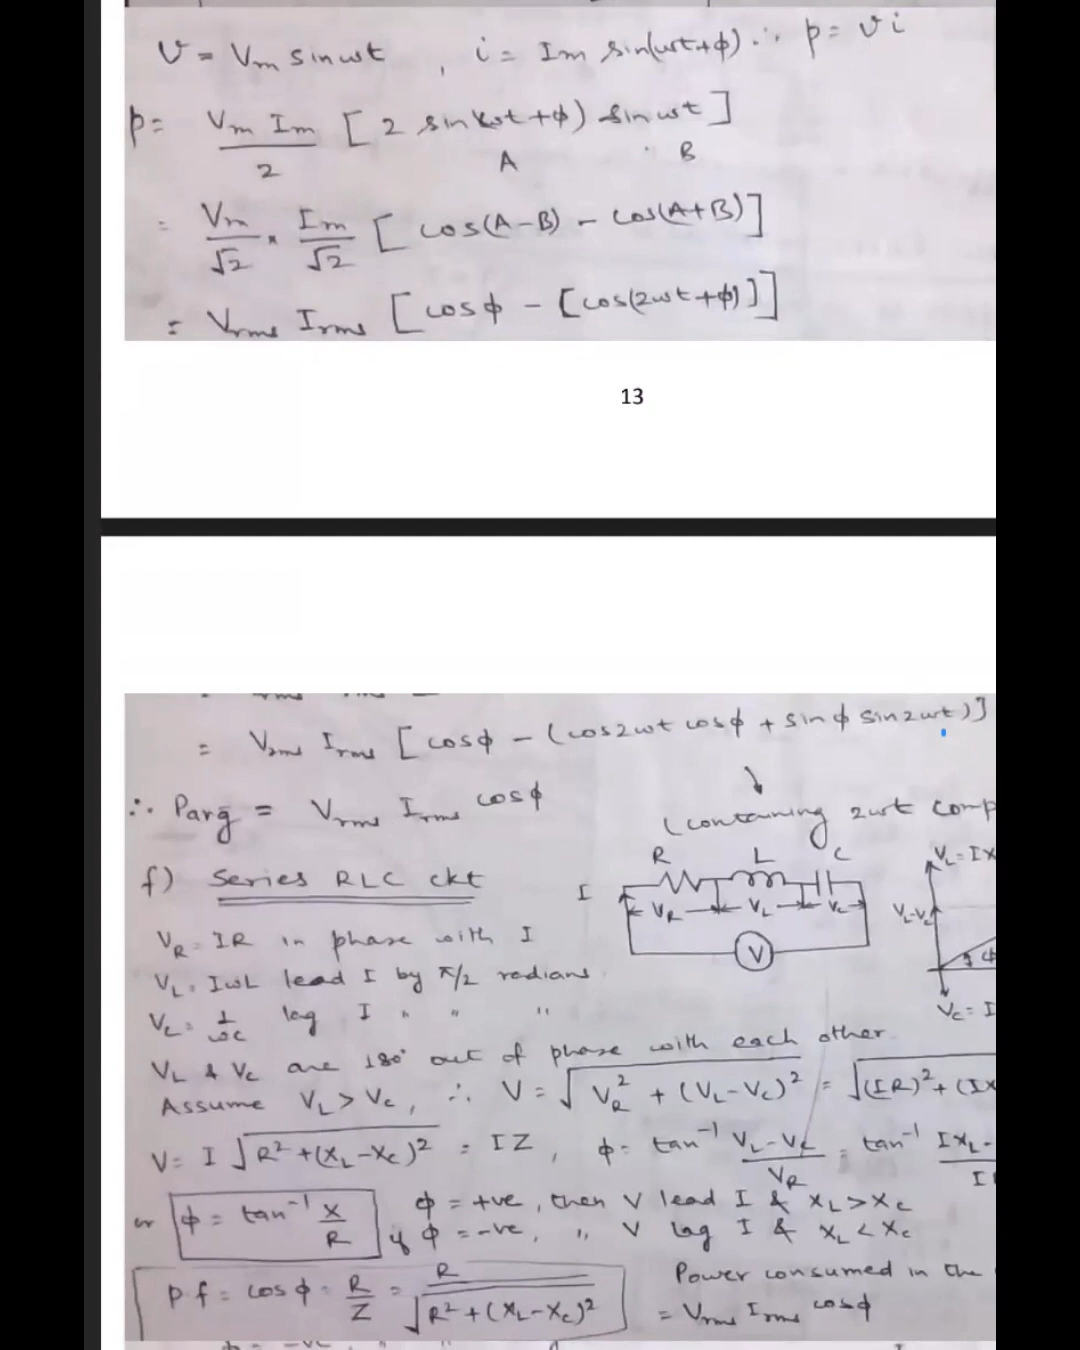 v = Vm sinωt , i = Im sin(ωt+ϕ) ∴ p = vi
p = Vm Im / 2 [ 2 sin(ωt+ϕ) sinωt ]
A B
= Vm/√2 × Im/√2 [ cos(A-B) - cos(A+B) ]
= Vrms Irms [ cosϕ - [cos(2ωt+ϕ)] ]
13
= Vrms Irms [ cosϕ - (cos2ωt cosϕ + sinϕ sin2ωt) ]
∴ Pavg = Vrms Irms cosϕ
(containing 2ωt comp
f) Series RLC ckt
R L C
I
VR VL Vc
V
VL = IX
VL-Vc
ϕ
Vc = I
VR = IR in phase with I
VL = IωL lead I by π/2 radians
Vc = 1/ωc lag I " " "
VL & Vc are 180° out of phase with each other
Assume VL > Vc, ∴ V = √VR² + (VL-Vc)² = √(IR)² + (IX
V = I √R² + (XL-Xc)² = IZ , ϕ = tan⁻¹ VL-Vc / VR = tan⁻¹ IXL- / I
or ϕ = tan⁻¹ X/R ϕ = +ve, then V lead I & XL > Xc
if ϕ = -ve, " V lag I & XL < Xc
p.f = cosϕ = R/Z = R / √R² + (XL-Xc)²
Power consumed in the
= Vrms Irms cosϕ